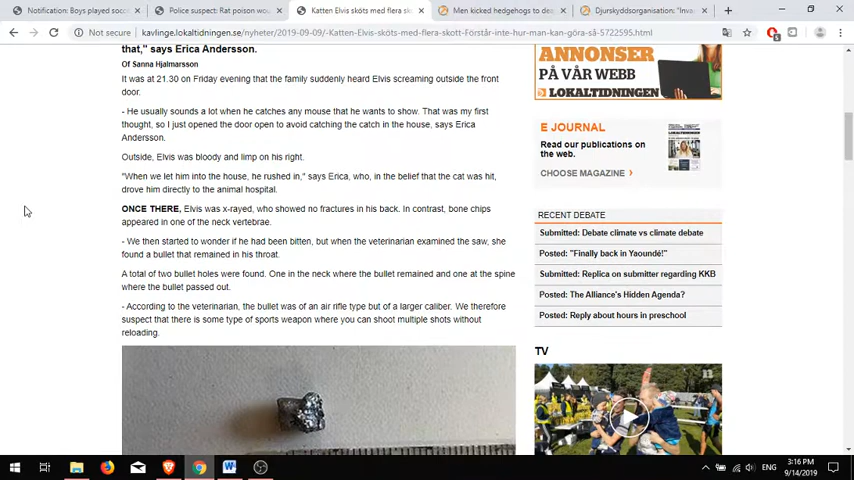 Notification: Boys played socc
Police suspect: Rat poison wou
Katten Elvis sköts med flera sk
Men kicked hedgehogs to dea
Djurskyddsorganisation: "Inva
Not secure
kavlinge.lokaltidningen.se/nyheter/2019-09-09/-Katten-Elvis-sköts-med-flera-skott-Förstår-inte-hur-man-kan-göra-så-5722595.html
that," says Erica Andersson.
Of Sanna Hjalmarsson
It was at 21.30 on Friday evening that the family suddenly heard Elvis screaming outside the front
door.
- He usually sounds a lot when he catches any mouse that he wants to show. That was my first
thought, so I just opened the door open to avoid catching the catch in the house, says Erica
Andersson.
Outside, Elvis was bloody and limp on his right.
"When we let him into the house, he rushed in," says Erica, who, in the belief that the cat was hit,
drove him directly to the animal hospital.
ONCE THERE, Elvis was x-rayed, who showed no fractures in his back. In contrast, bone chips
appeared in one of the neck vertebrae.
- We then started to wonder if he had been bitten, but when the veterinarian examined the saw, she
found a bullet that remained in his throat.
A total of two bullet holes were found. One in the neck where the bullet remained and one at the spine
where the bullet passed out.
- According to the veterinarian, the bullet was of an air rifle type but of a larger caliber. We therefore
suspect that there is some type of sports weapon where you can shoot multiple shots without
reloading.
ANNONSERA
PÅ VÅR WEBB
LOKALTIDNINGEN
E JOURNAL
Read our publications on
the web.
CHOOSE MAGAZINE
RECENT DEBATE
Submitted: Debate climate vs climate debate
Posted: "Finally back in Yaoundé!"
Submitted: Replica on submitter regarding KKB
Posted: The Alliance's Hidden Agenda?
Posted: Reply about hours in preschool
TV
ENG
3:16 PM
9/14/2019